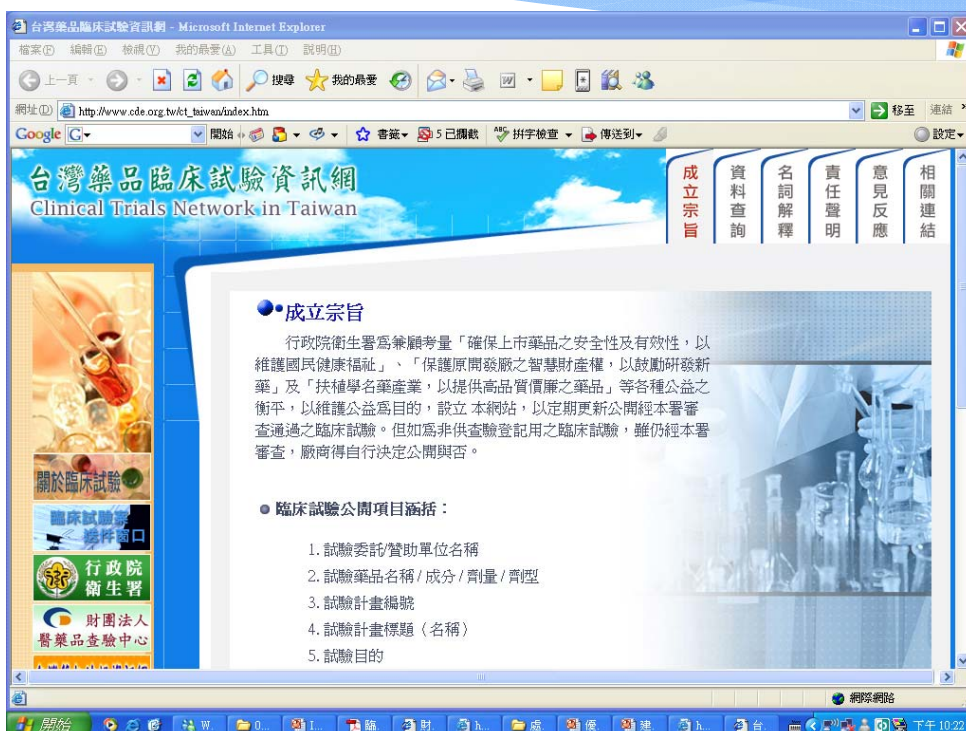 台灣藥品臨床試驗資訊網 - Microsoft Internet Explorer
檔案(F) 編輯(E) 檢視(V) 我的最愛(A) 工具(T) 說明(H)
上一頁 搜尋 我的最愛
網址(D) http://www.cde.org.tw/ct_taiwan/index.htm 移至 連結 »
Google G 開始 書籤 5 已攔截 拼字檢查 傳送到 設定
台灣藥品臨床試驗資訊網
Clinical Trials Network in Taiwan
成立宗旨
資料查詢
名詞解釋
責任聲明
意見反應
相關連結
關於臨床試驗
臨床試驗案
送件窗口
行政院
衛生署
財團法人
醫藥品查驗中心
成立宗旨
行政院衛生署為兼顧考量「確保上市藥品之安全性及有效性,以
維護國民健康福祉」、「保護原開發廠之智慧財產權,以鼓勵研發新
藥」及「扶植學名藥產業,以提供高品質價廉之藥品」等各種公益之
衡平,以維護公益為目的,設立 本網站,以定期更新公開經本署審
查通過之臨床試驗。但如為非供查驗登記用之臨床試驗,雖仍經本署
審查,廠商得自行決定公開與否。
臨床試驗公開項目涵括:
1. 試驗委託/贊助單位名稱
2. 試驗藥品名稱 / 成分 / 劑量 / 劑型
3. 試驗計畫編號
4. 試驗計畫標題(名稱)
5. 試驗目的
網際網路
開始 W. 0... I... 臨. 財. h... 處. 優. 建. h... 台. 下午 10:22